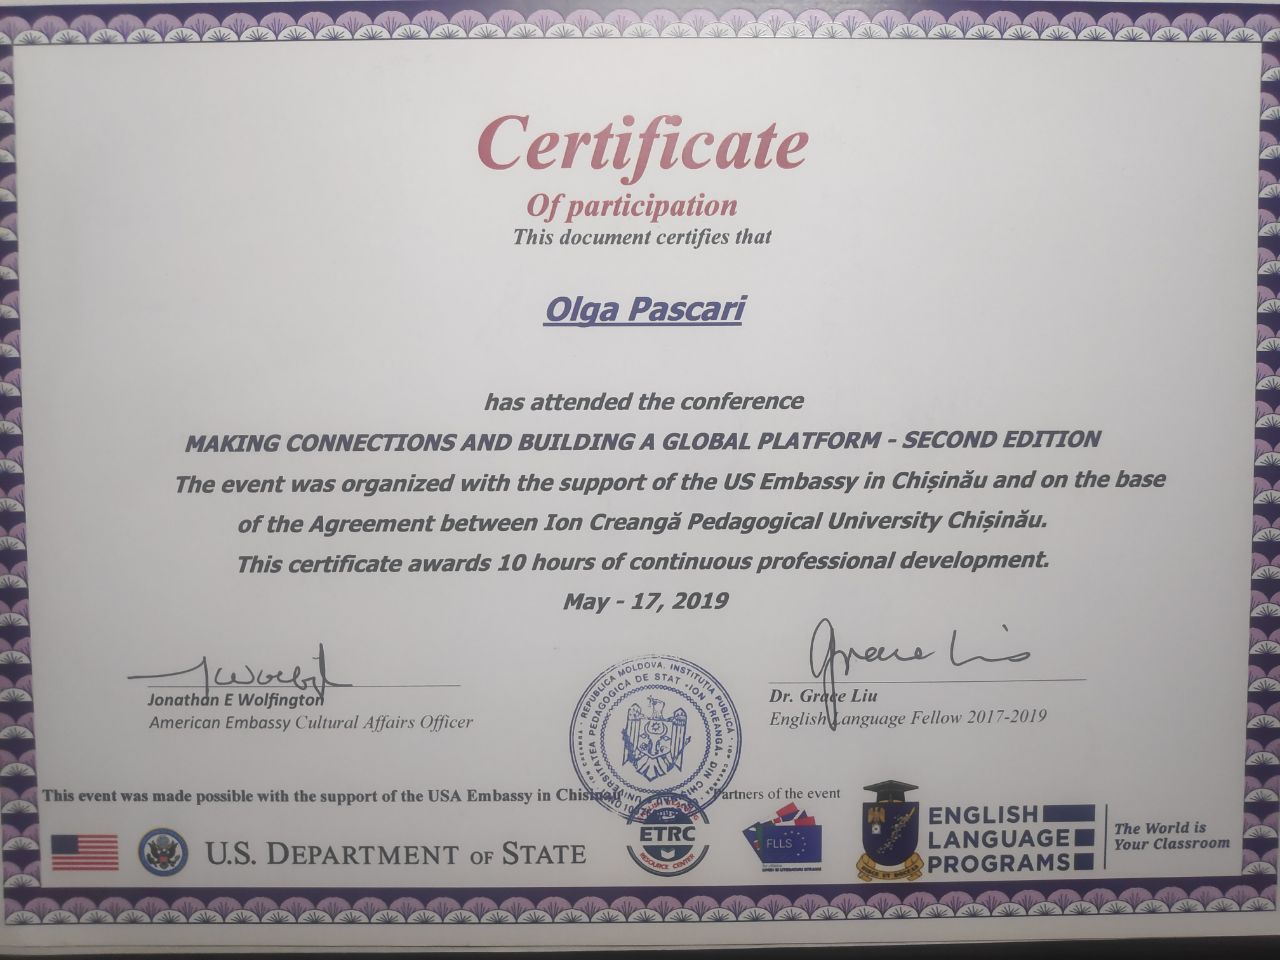 Certificate
Of participation
This document certifies that
Olga Pascari
has attended the conference
MAKING CONNECTIONS AND BUILDING A GLOBAL PLATFORM - SECOND EDITION
The event was organized with the support of the US Embassy in Chișinău and on the base
of the Agreement between Ion Creangă Pedagogical University Chișinău.
This certificate awards 10 hours of continuous professional development.
May - 17, 2019
Jonathan E Wolfington
American Embassy Cultural Affairs Officer
Dr. Grace Liu
English Language Fellow 2017-2019
REPUBLICA MOLDOVA. INSTITUȚIA PUBLICĂ
UNIVERSITATEA PEDAGOGICĂ DE STAT "ION CREANGĂ" DIN
This event was made possible with the support of the USA Embassy in
Partners of the event
U.S. DEPARTMENT OF STATE
ETRC
RESOURCE CENTER
FLLS
ENGLISH
LANGUAGE
PROGRAMS
The World is
Your Classroom